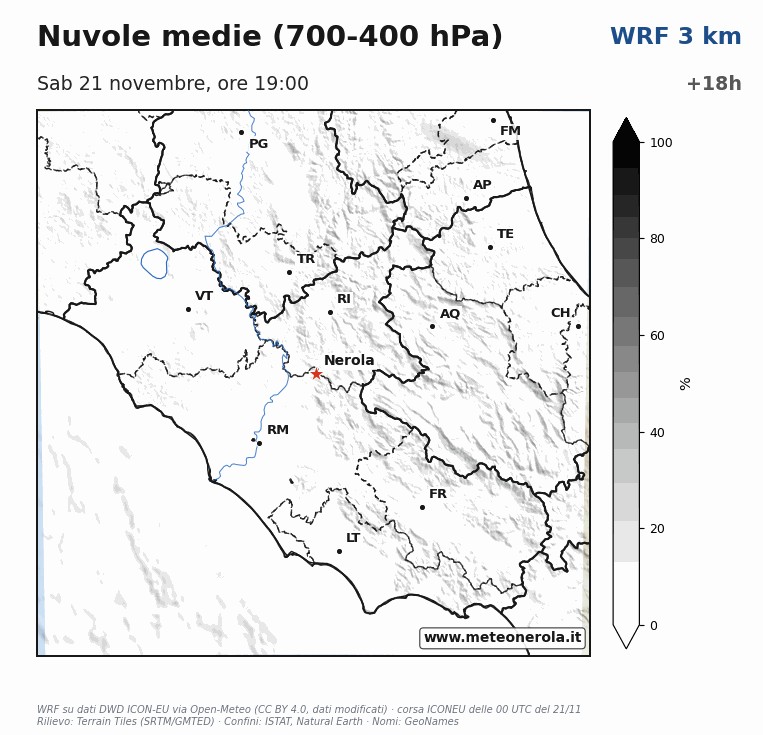 Nuvole medie (700-400 hPa)
WRF 3 km
Sab 21 novembre, ore 19:00
+18h
FM
PG
AP
TE
TR
VT
RI
AQ
CH
Nerola
RM
FR
LT
100
80
60
40
20
0
%
www.meteonerola.it
WRF su dati DWD ICON-EU via Open-Meteo (CC BY 4.0, dati modificati) · corsa ICONEU delle 00 UTC del 21/11
Rilievo: Terrain Tiles (SRTM/GMTED) · Confini: ISTAT, Natural Earth · Nomi: GeoNames